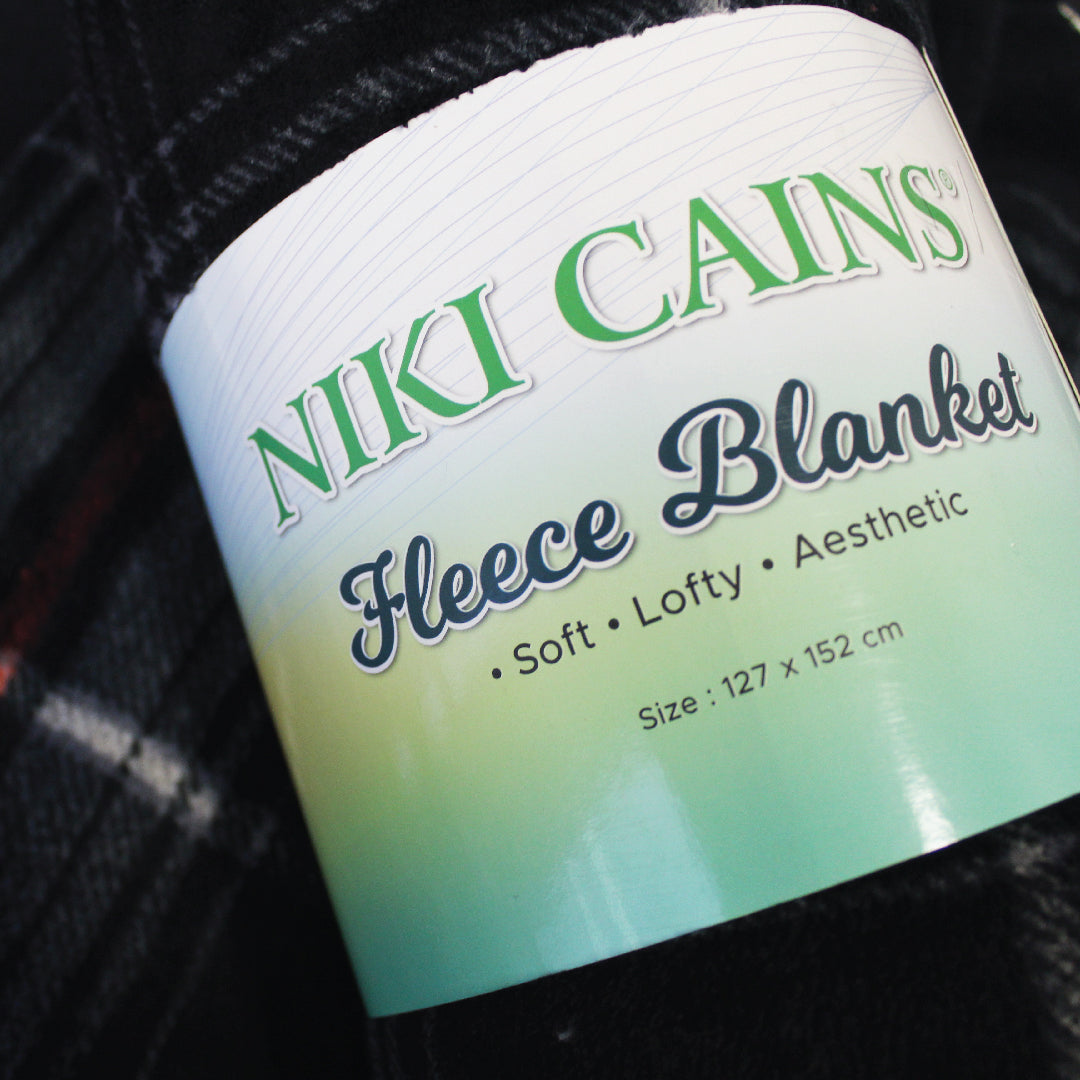 NIKI CAINS®
Fleece Blanket
• Soft • Lofty • Aesthetic
Size : 127 x 152 cm